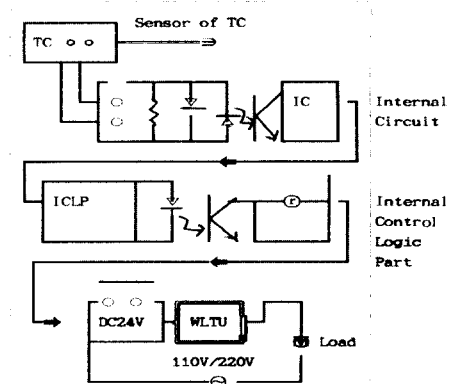 Sensor of TC
TC
IC
Internal
Circuit
ICLP
r
Internal
Control
Logic
Part
DC24V
WLTU
Load
110V/220V